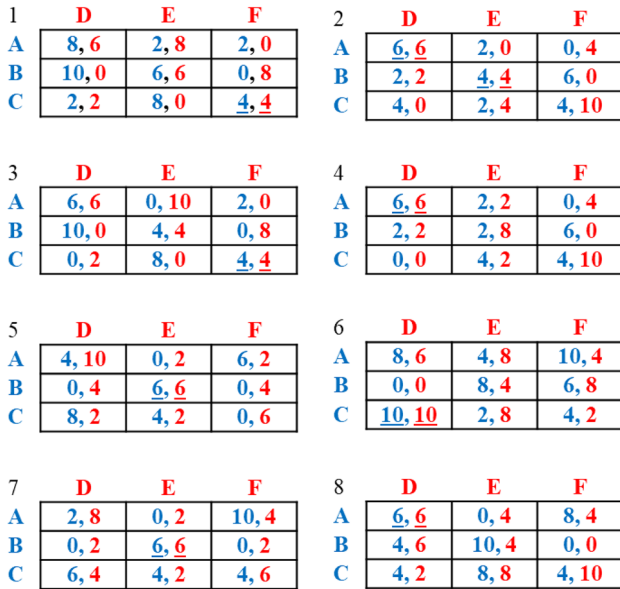 1 D E F
A 8, 6 2, 8 2, 0
B 10, 0 6, 6 0, 8
C 2, 2 8, 0 4, 4
2 D E F
A 6, 6 2, 0 0, 4
B 2, 2 4, 4 6, 0
C 4, 0 2, 4 4, 10
3 D E F
A 6, 6 0, 10 2, 0
B 10, 0 4, 4 0, 8
C 0, 2 8, 0 4, 4
4 D E F
A 6, 6 2, 2 0, 4
B 2, 2 2, 8 6, 0
C 0, 0 4, 2 4, 10
5 D E F
A 4, 10 0, 2 6, 2
B 0, 4 6, 6 0, 4
C 8, 2 4, 2 0, 6
6 D E F
A 8, 6 4, 8 10, 4
B 0, 0 8, 4 6, 8
C 10, 10 2, 8 4, 2
7 D E F
A 2, 8 0, 2 10, 4
B 0, 2 6, 6 0, 2
C 6, 4 4, 2 4, 6
8 D E F
A 6, 6 0, 4 8, 4
B 4, 6 10, 4 0, 0
C 4, 2 8, 8 4, 10